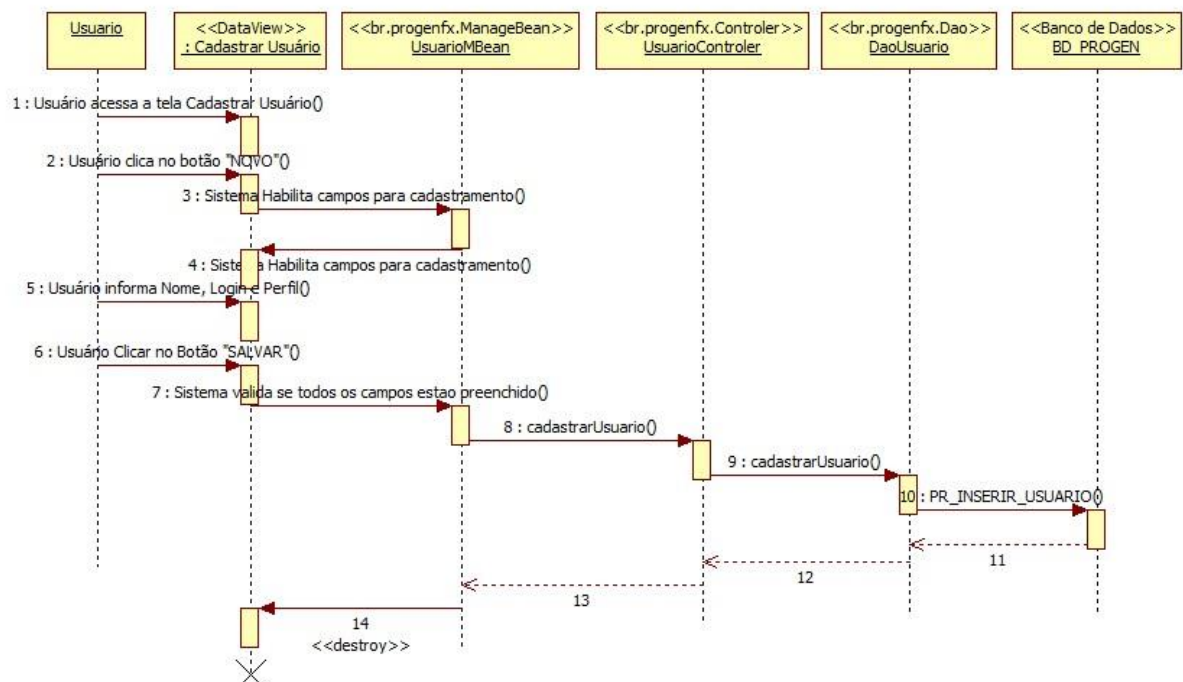 Usuario
<<DataView>>
: Cadastrar Usuário
<<br.progenfx.ManageBean>>
UsuarioMBean
<<br.progenfx.Controler>>
UsuarioControler
<<br.progenfx.Dao>>
DaoUsuario
<<Banco de Dados>>
BD_PROGEN
1 : Usuário acessa a tela Cadastrar Usuário()
2 : Usuário clica no botão "NOVO"()
3 : Sistema Habilita campos para cadastramento()
4 : Sistema Habilita campos para cadastramento()
5 : Usuário informa Nome, Login e Perfil()
6 : Usuário Clicar no Botão "SALVAR"()
7 : Sistema valida se todos os campos estao preenchido()
8 : cadastrarUsuario()
9 : cadastrarUsuario()
10 : PR_INSERIR_USUARIO()
11
12
13
14
<<destroy>>